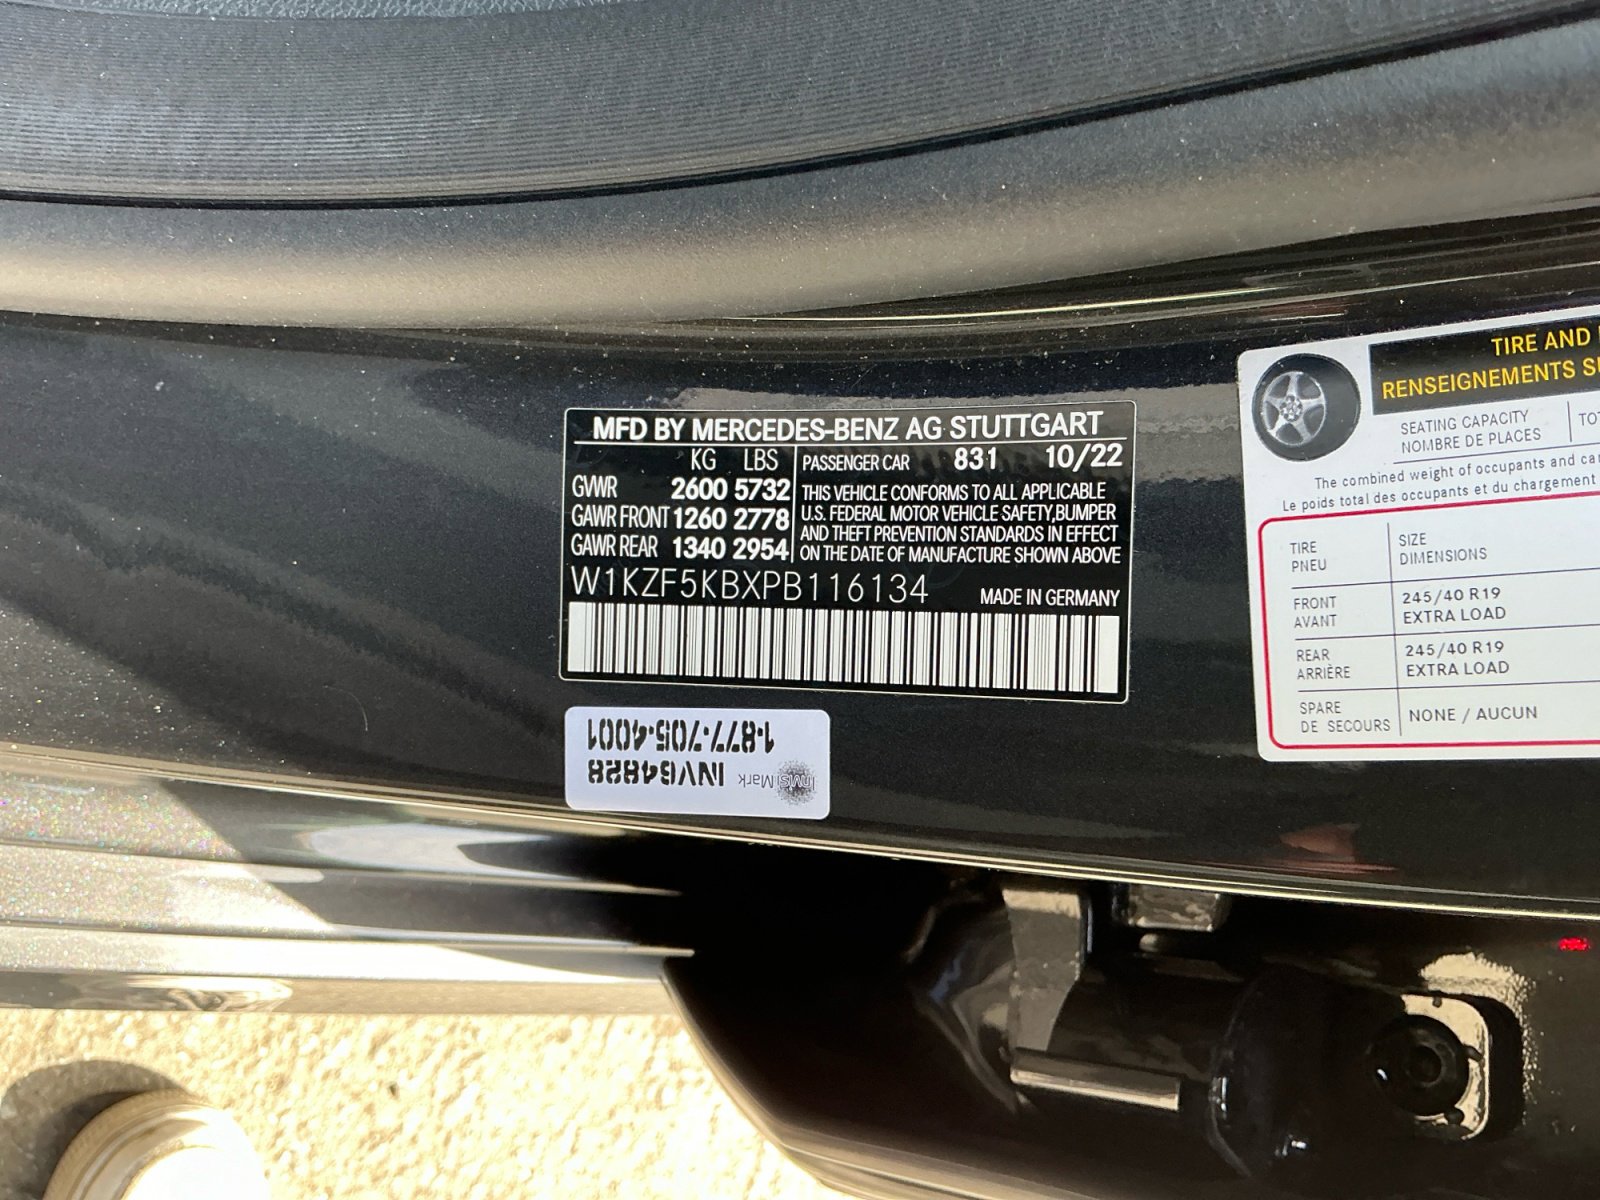 MFD BY MERCEDES-BENZ AG STUTTGART
KG LBS
GVWR 2600 5732
GAWR FRONT 1260 2778
GAWR REAR 1340 2954
PASSENGER CAR 831 10/22
THIS VEHICLE CONFORMS TO ALL APPLICABLE
U.S. FEDERAL MOTOR VEHICLE SAFETY,BUMPER
AND THEFT PREVENTION STANDARDS IN EFFECT
ON THE DATE OF MANUFACTURE SHOWN ABOVE
W1KZF5KBXPB116134
MADE IN GERMANY
InMS Mark INV64828
1-877-705-4001
TIRE AND
RENSEIGNEMENTS
SEATING CAPACITY
NOMBRE DE PLACES
The combined weight of occupants and
Le poids total des occupants et du chargement
TIRE
PNEU
SIZE
DIMENSIONS
FRONT
AVANT
245/40 R19
EXTRA LOAD
REAR
ARRIÈRE
245/40 R19
EXTRA LOAD
SPARE
DE SECOURS
NONE / AUCUN